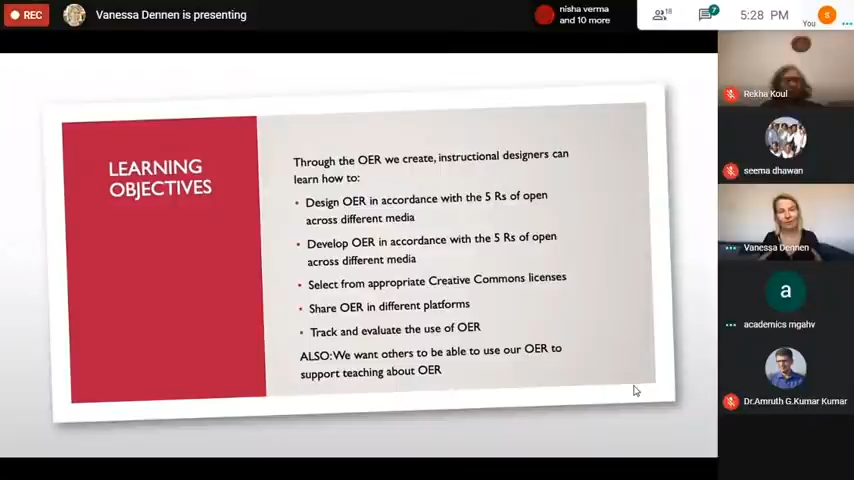 REC
Vanessa Dennen is presenting
nisha verma
and 10 more
18
7
5:28 PM
You
S
LEARNING
OBJECTIVES
Through the OER we create, instructional designers can
learn how to:
• Design OER in accordance with the 5 Rs of open
across different media
• Develop OER in accordance with the 5 Rs of open
across different media
• Select from appropriate Creative Commons licenses
• Share OER in different platforms
• Track and evaluate the use of OER
ALSO: We want others to be able to use our OER to
support teaching about OER
Rekha Koul
seema dhawan
Vanessa Dennen
a
academics mgahv
Dr.Amruth G.Kumar Kumar